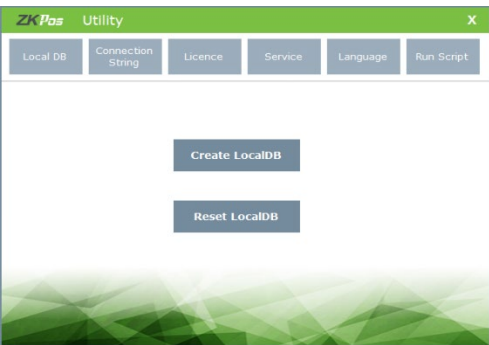 ZKPos Utility X
Local DB
Connection
String
Licence
Service
Language
Run Script
Create LocalDB
Reset LocalDB